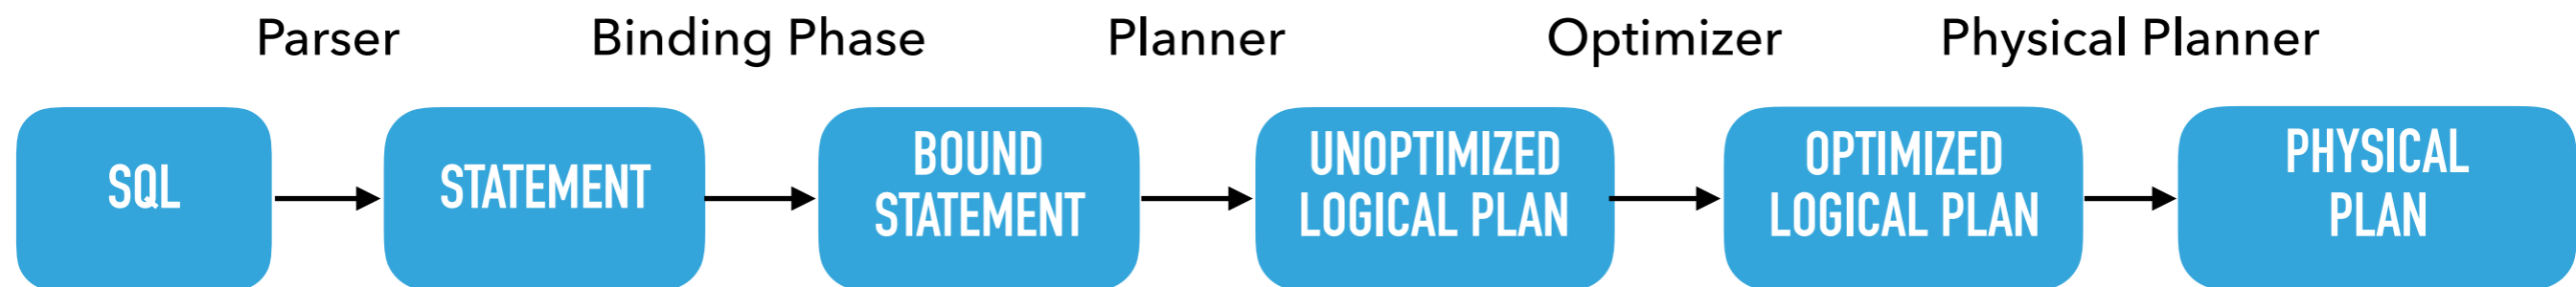 Parser
Binding Phase
Planner
Optimizer
Physical Planner
SQL
STATEMENT
BOUND
STATEMENT
UNOPTIMIZED
LOGICAL PLAN
OPTIMIZED
LOGICAL PLAN
PHYSICAL
PLAN